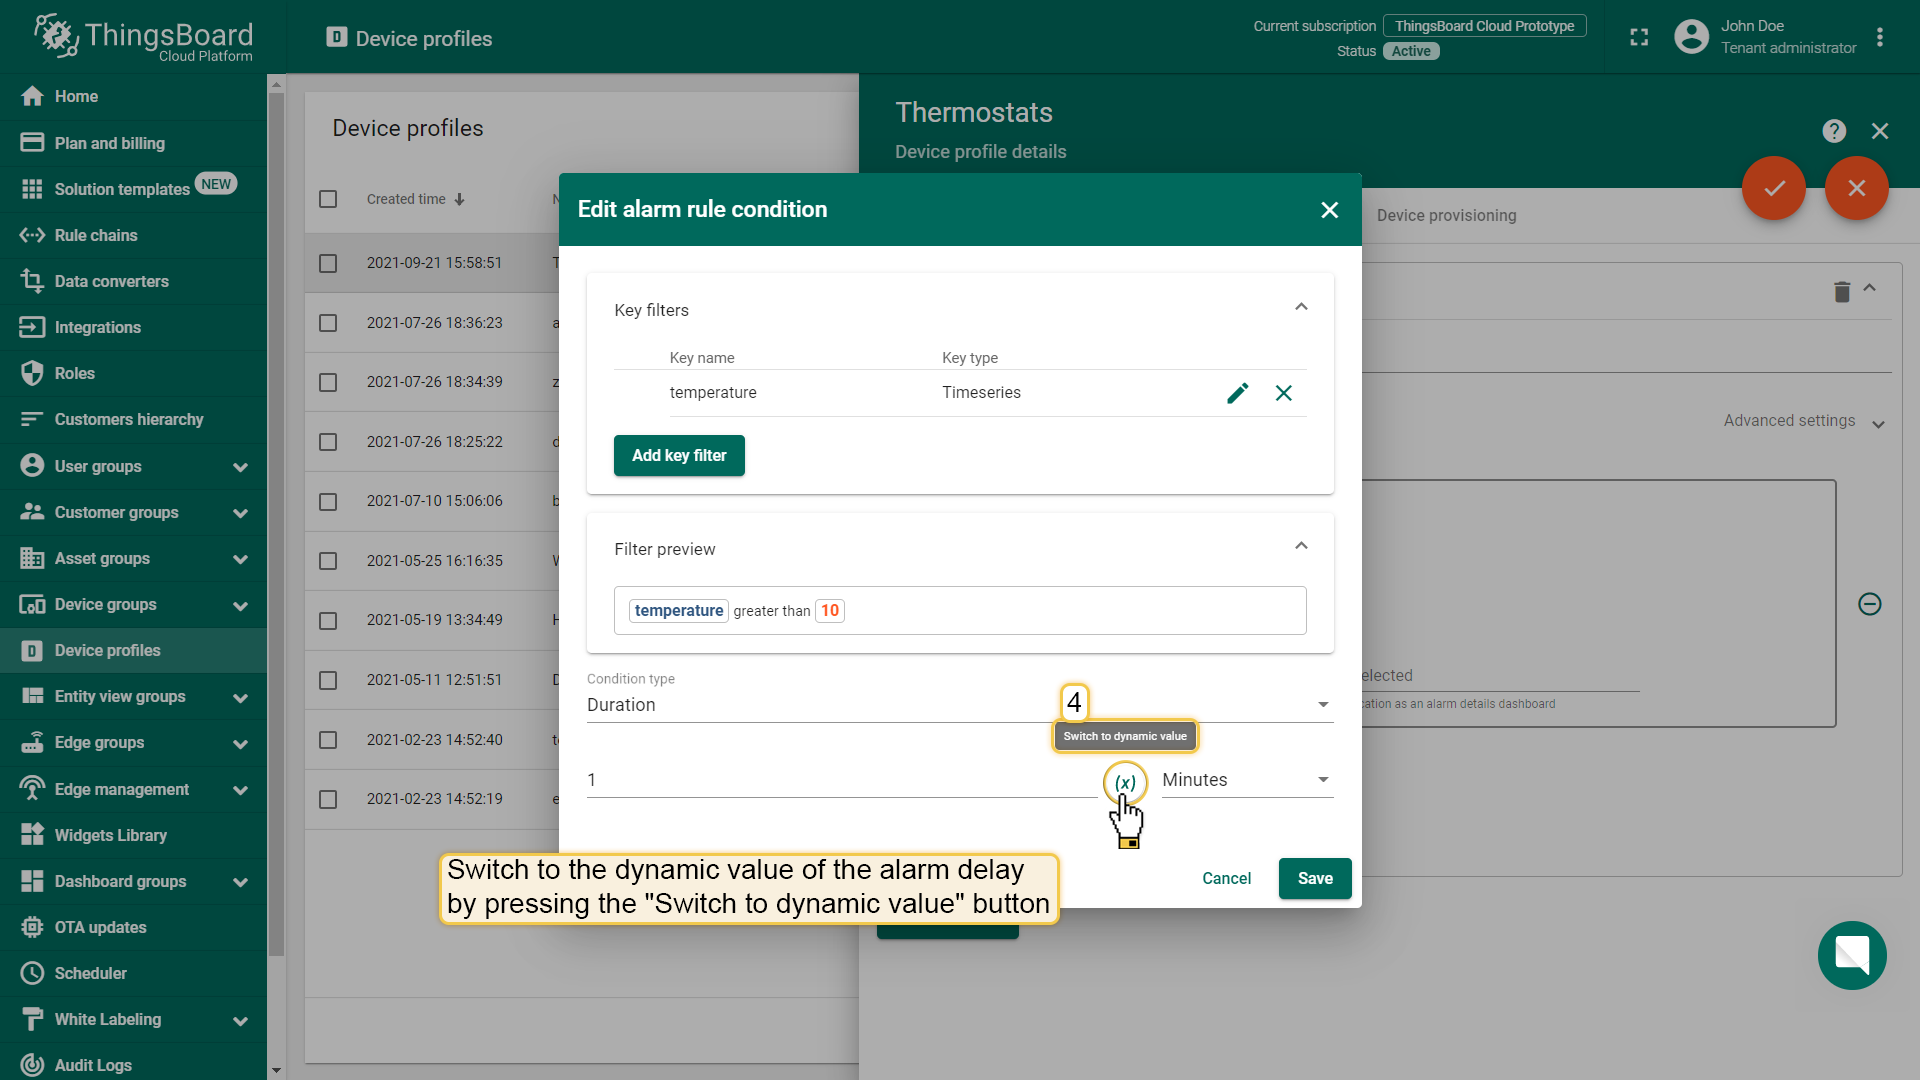 ThingsBoard
Cloud Platform
D Device profiles
Current subscription ThingsBoard Cloud Prototype
Status Active
John Doe
Tenant administrator
Home
Plan and billing
Solution templates NEW
Rule chains
Data converters
Integrations
Roles
Customers hierarchy
User groups
Customer groups
Asset groups
Device groups
D Device profiles
Entity view groups
Edge groups
Edge management
Widgets Library
Dashboard groups
OTA updates
Scheduler
White Labeling
Audit Logs
Device profiles
Created time
2021-09-21 15:58:51
2021-07-26 18:36:23
2021-07-26 18:34:39
2021-07-26 18:25:22
2021-07-10 15:06:06
2021-05-25 16:16:35
2021-05-19 13:34:49
2021-05-11 12:51:51
2021-02-23 14:52:40
2021-02-23 14:52:19
Thermostats
Device profile details
?
Device provisioning
Advanced settings
elected
cation as an alarm details dashboard
Edit alarm rule condition
Key filters
Key name Key type
temperature Timeseries
Add key filter
Filter preview
temperature greater than 10
Condition type
Duration
4
Switch to dynamic value
1 (x) Minutes
Switch to the dynamic value of the alarm delay
by pressing the "Switch to dynamic value" button
Cancel Save